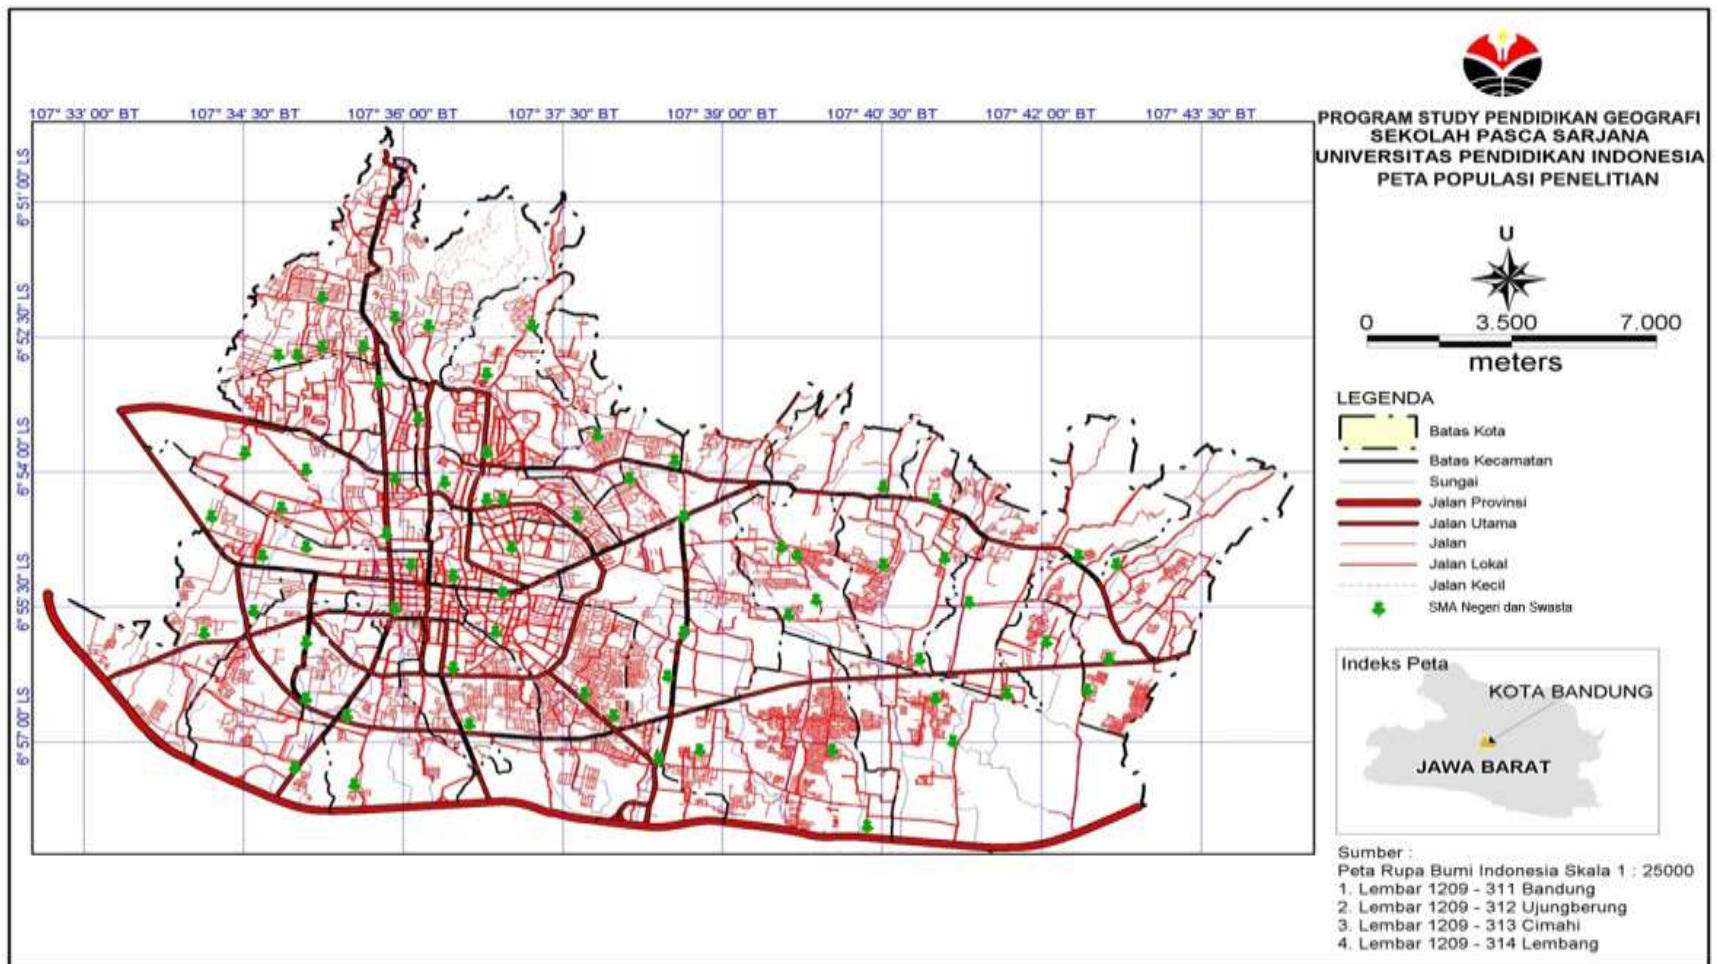 PROGRAM STUDY PENDIDIKAN GEOGRAFI
SEKOLAH PASCA SARJANA
UNIVERSITAS PENDIDIKAN INDONESIA
PETA POPULASI PENELITIAN
107° 33' 00" BT
107° 34' 30" BT
107° 36' 00" BT
107° 37' 30" BT
107° 39' 00" BT
107° 40' 30" BT
107° 42' 00" BT
107° 43' 30" BT
6° 51' 00" LS
6° 52' 30" LS
6° 54' 00" LS
6° 55' 30" LS
6° 57' 00" LS
U
0 3.500 7.000
meters
LEGENDA
Batas Kota
Batas Kecamatan
Sungai
Jalan Provinsi
Jalan Utama
Jalan
Jalan Lokal
Jalan Kecil
SMA Negeri dan Swasta
Indeks Peta
KOTA BANDUNG
JAWA BARAT
Sumber :
Peta Rupa Bumi Indonesia Skala 1 : 25000
1. Lembar 1209 - 311 Bandung
2. Lembar 1209 - 312 Ujungberung
3. Lembar 1209 - 313 Cimahi
4. Lembar 1209 - 314 Lembang